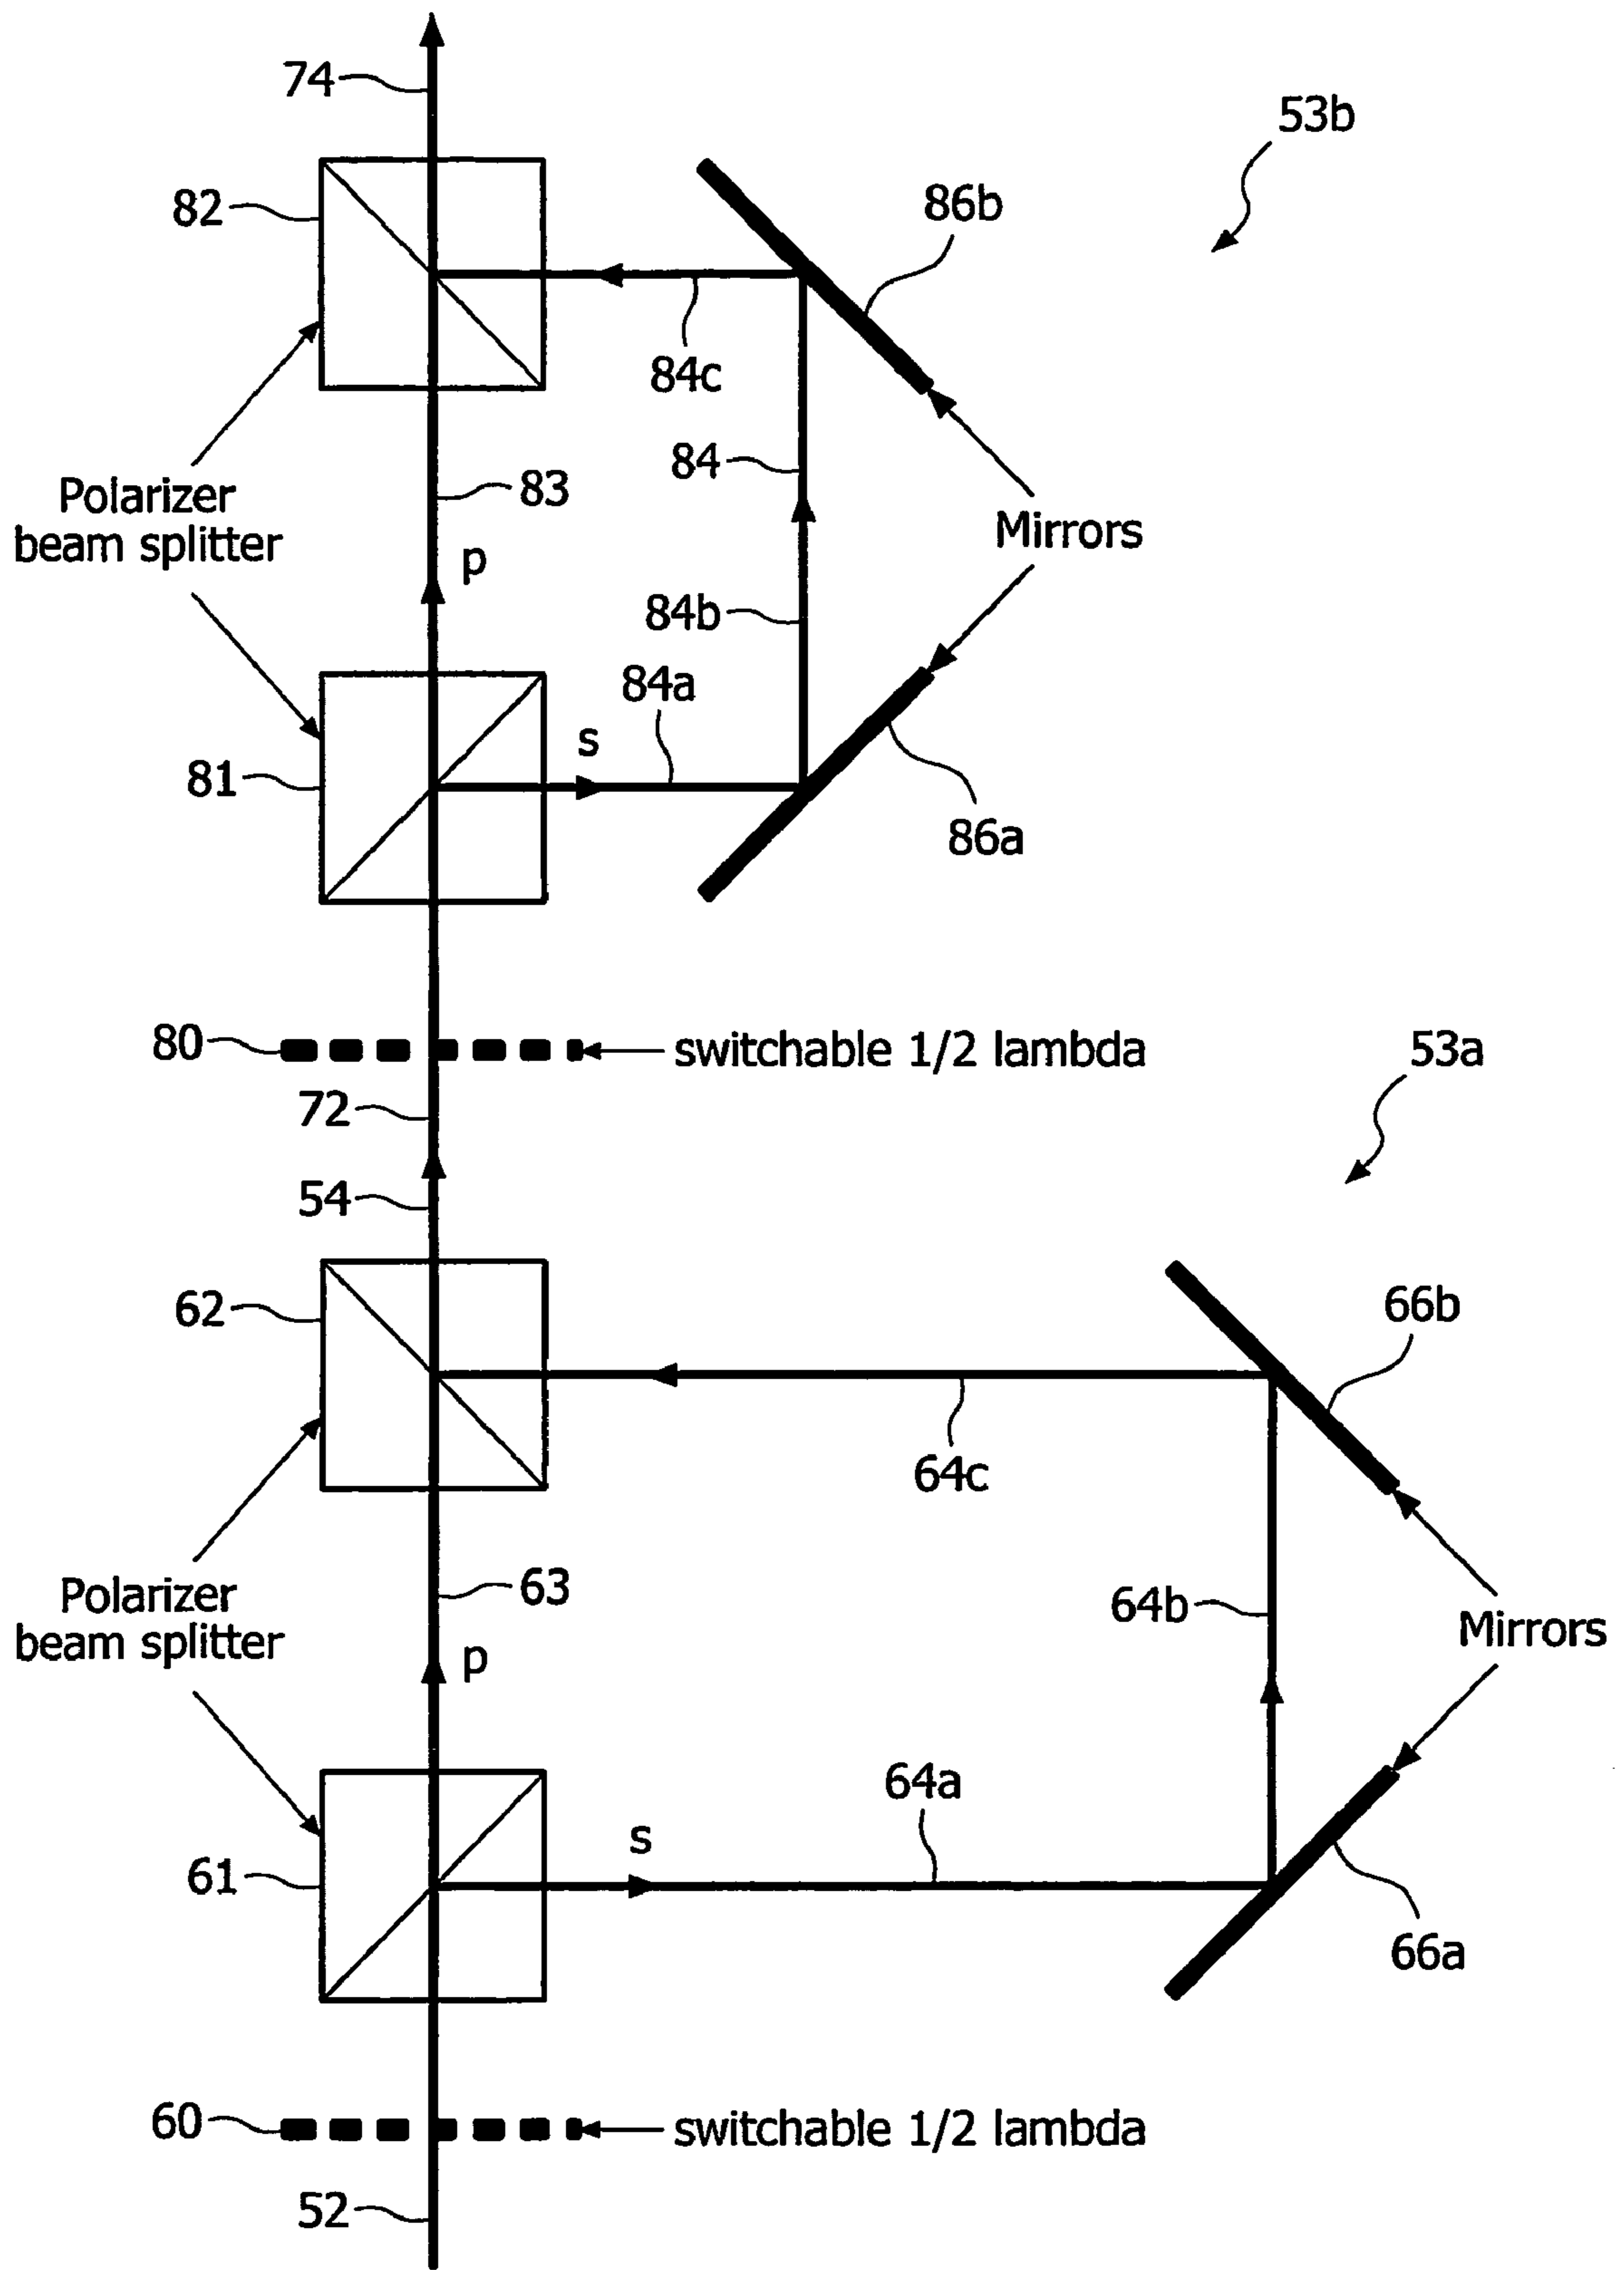 74
53b
82
86b
84c
84
Polarizer
beam splitter
83
Mirrors
p
84b
84a
s
81
86a
80
switchable 1/2 lambda
53a
72
54
62
66b
64c
63
Polarizer
beam splitter
64b
Mirrors
p
64a
s
61
66a
60
switchable 1/2 lambda
52